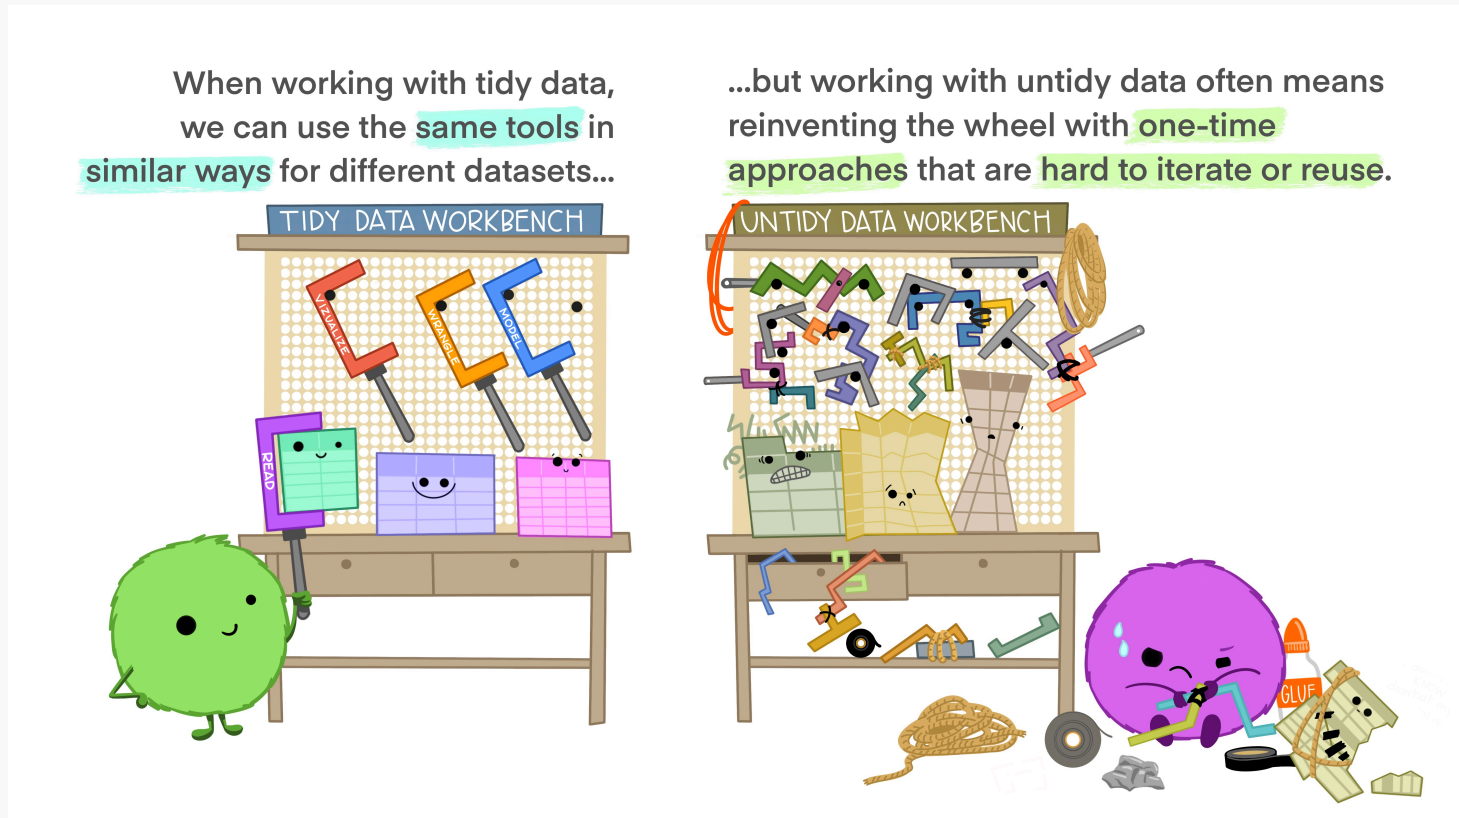 When working with tidy data,
we can use the same tools in
similar ways for different datasets...
...but working with untidy data often means
reinventing the wheel with one-time
approaches that are hard to iterate or reuse.
TIDY DATA WORKBENCH
UNTIDY DATA WORKBENCH
VIZUALIZE
WRANGLE
MODEL
READ
GLUE